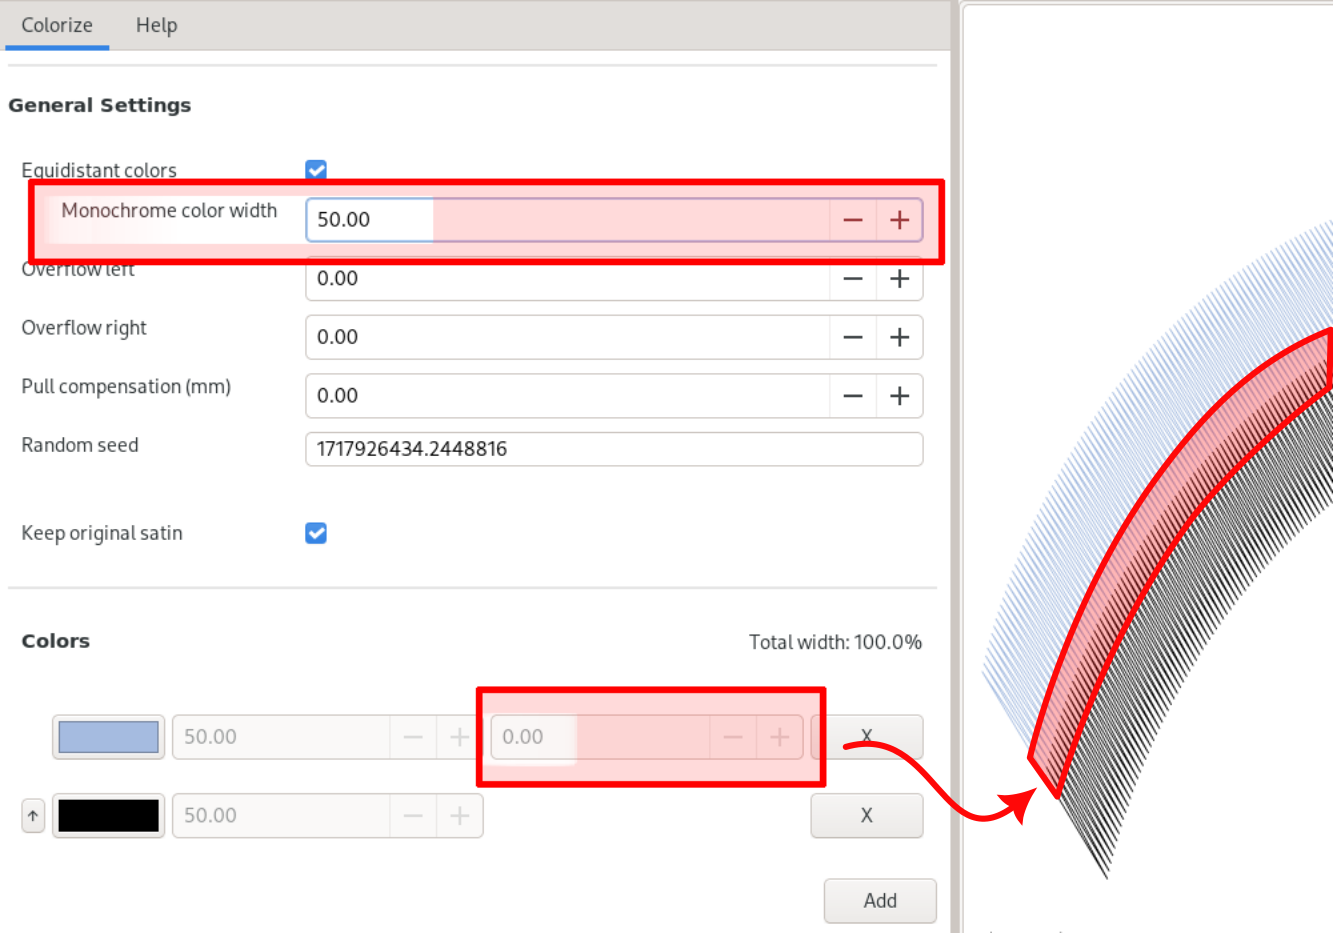 Colorize Help
General Settings
Equidistant colors
Monochrome color width 50.00 − +
Overflow left 0.00 − +
Overflow right 0.00 − +
Pull compensation (mm) 0.00 − +
Random seed 1717926434.2448816
Keep original satin
Colors Total width: 100.0%
50.00 − + 0.00 − + X
↑ 50.00 − + X
Add